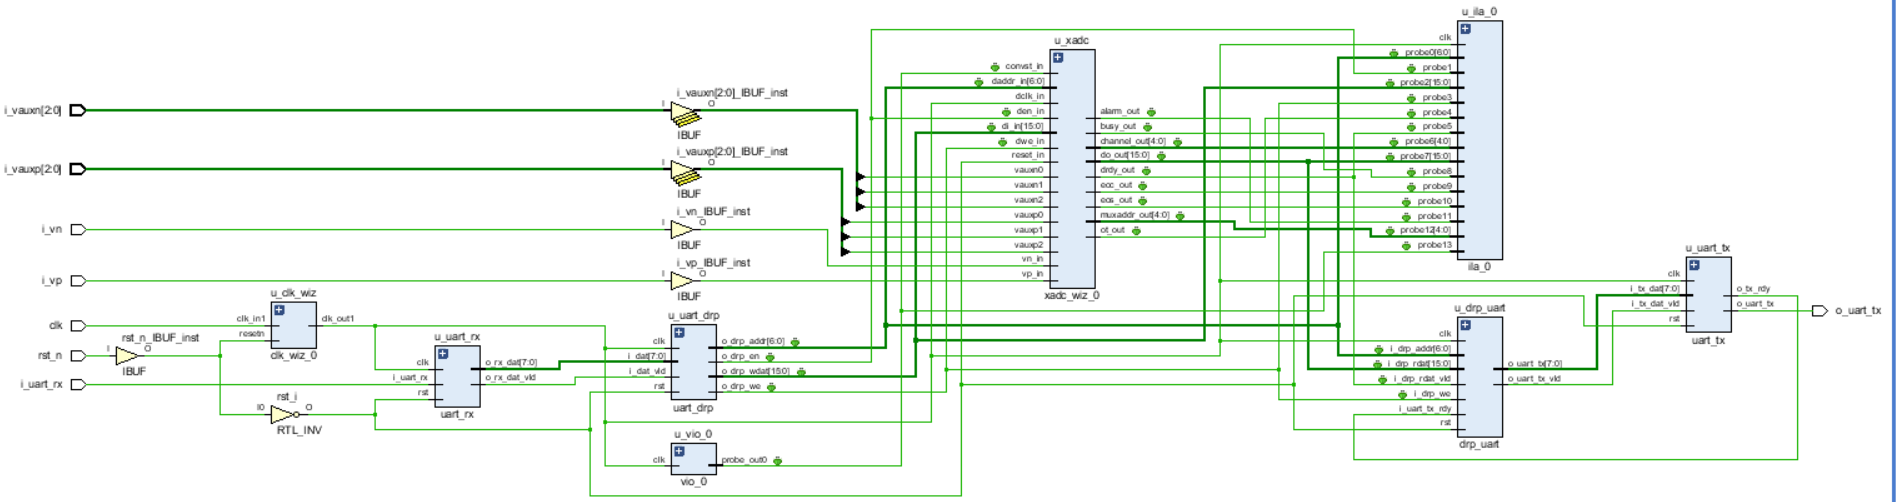 i_vauxn[2:0]
i_vauxp[2:0]
i_vn
i_vp
clk
rst_n
i_uart_rx
rst_n_IBUF_inst
I
O
IBUF
u_clk_wiz
clk_in1
resetn
clk_out1
clk_wiz_0
rst_i
I0
O
RTL_INV
u_uart_rx
clk
i_uart_rx
rst
o_rx_dat[7:0]
o_rx_dat_vld
uart_rx
i_vauxn[2:0]_IBUF_inst
I
O
IBUF
i_vauxp[2:0]_IBUF_inst
I
O
IBUF
i_vn_IBUF_inst
I
O
IBUF
i_vp_IBUF_inst
I
O
IBUF
u_uart_drp
clk
i_dat[7:0]
i_dat_vld
rst
o_drp_addr[6:0]
o_drp_en
o_drp_wdat[15:0]
o_drp_we
uart_drp
u_vio_0
clk
probe_out0
vio_0
u_xadc
convst_in
daddr_in[6:0]
dclk_in
den_in
di_in[15:0]
dwe_in
reset_in
vauxn0
vauxn1
vauxn2
vauxp0
vauxp1
vauxp2
vn_in
vp_in
alarm_out
busy_out
channel_out[4:0]
do_out[15:0]
drdy_out
eoc_out
eos_out
muxaddr_out[4:0]
ot_out
xadc_wiz_0
u_ila_0
clk
probe0[6:0]
probe1
probe2[15:0]
probe3
probe4
probe5
probe6[4:0]
probe7[15:0]
probe8
probe9
probe10
probe11
probe12[4:0]
probe13
ila_0
u_drp_uart
clk
i_drp_addr[6:0]
i_drp_rdat[15:0]
i_drp_rdat_vld
i_drp_we
i_uart_tx_rdy
rst
o_uart_tx[7:0]
o_uart_tx_vld
drp_uart
u_uart_tx
clk
i_tx_dat[7:0]
i_tx_dat_vld
rst
o_tx_rdy
o_uart_tx
uart_tx
o_uart_tx